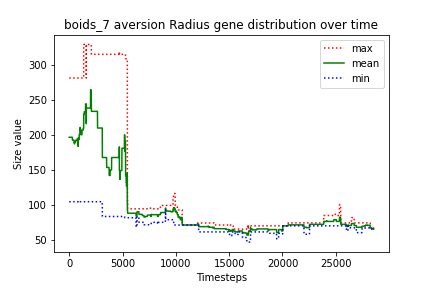 boids_7 aversion Radius gene distribution over time
max
mean
min
Size value
300
250
200
150
100
50
0
5000
10000
15000
20000
25000
Timesteps